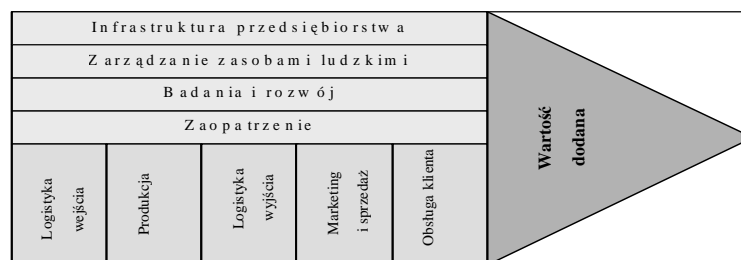 Infrastruktura przedsiębiorstwa
Zarządzanie zasobami ludzkimi
Badania i rozwój
Zaopatrzenie
Logistyka
wejścia
Produkcja
Logistyka
wyjścia
Marketing
i sprzedaż
Obsługa klienta
Wartość
dodana